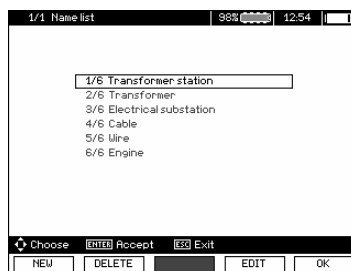 1/1 Name list 98% 12:54
1/6 Transformer station
2/6 Transformer
3/6 Electrical substation
4/6 Cable
5/6 Wire
6/6 Engine
Choose ENTER Accept ESC Exit
NEW DELETE EDIT OK